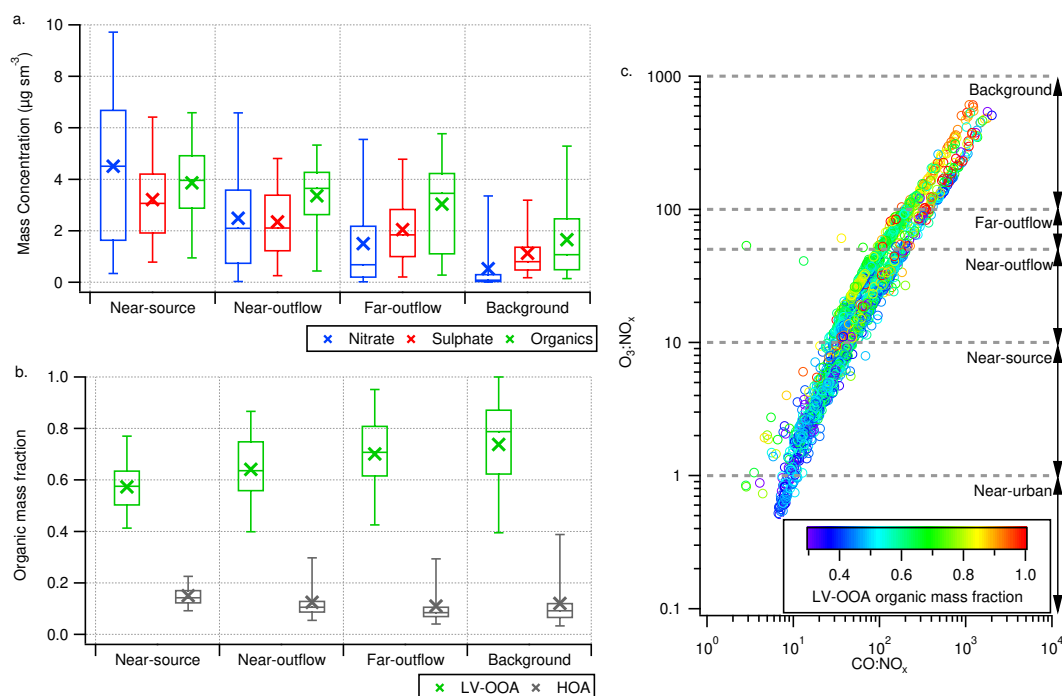 a.
10
8
6
4
2
0
Mass Concentration (µg sm⁻³)
Near-source Near-outflow Far-outflow Background
Nitrate Sulphate Organics
b.
1.0
0.8
0.6
0.4
0.2
0.0
Organic mass fraction
Near-source Near-outflow Far-outflow Background
LV-OOA HOA
c.
1000
100
10
1
0.1
O₃:NOₓ
Background
Far-outflow
Near-outflow
Near-source
Near-urban
0.4 0.6 0.8 1.0
LV-OOA organic mass fraction
10⁰ 10¹ 10² 10³ 10⁴
CO:NOₓ